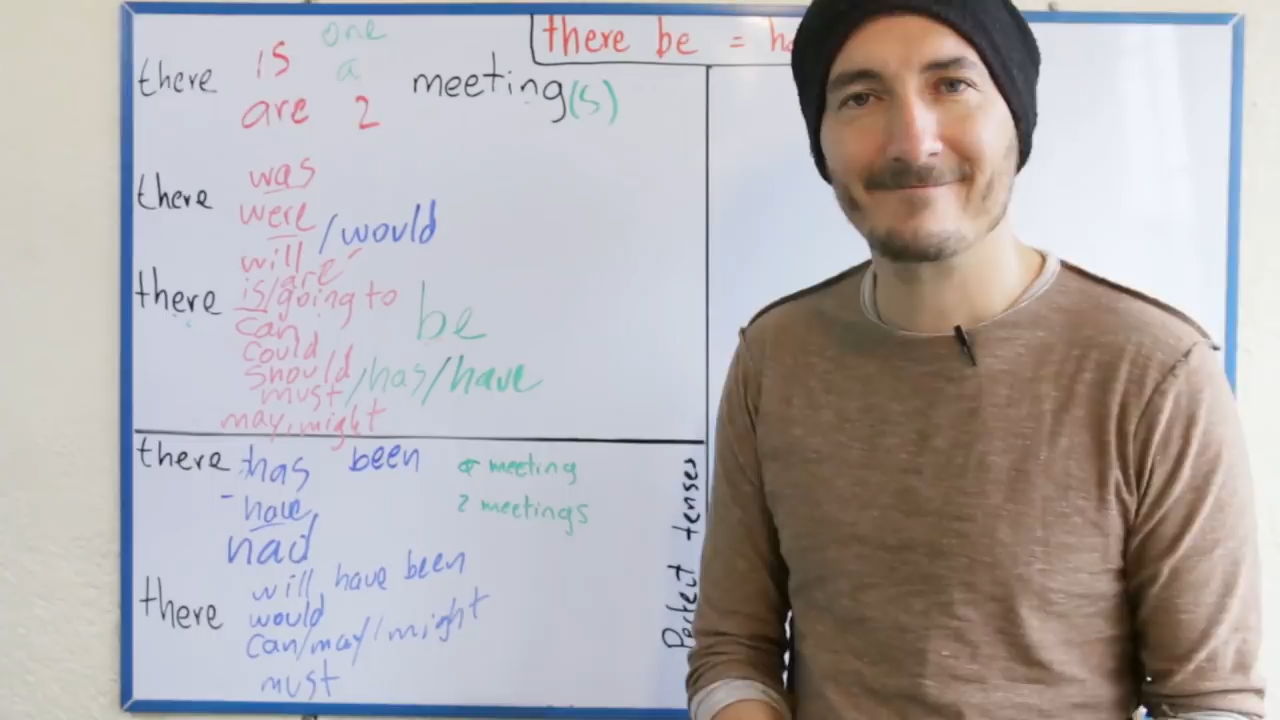 there be = ha
one
there is a meeting(s)
are 2
there was
were
will / would
are
there is/going to be
can
could
should /has/have
must
may, might
there has been a meeting
- have, 2 meetings
had
there will have been
would
can/may/might
must
Perfect tenses